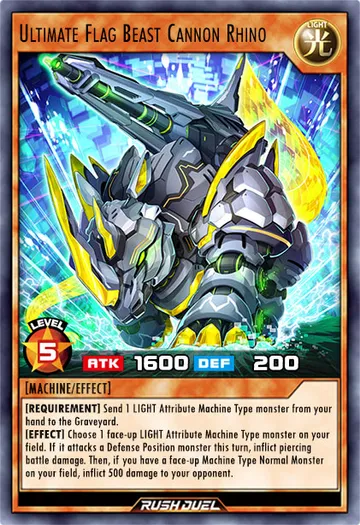 ULTIMATE FLAG BEAST CANNON RHINO
LIGHT
光
LEVEL
5
ATK 1600 DEF 200
[MACHINE/EFFECT]
[REQUIREMENT] Send 1 LIGHT Attribute Machine Type monster from your
hand to the Graveyard.
[EFFECT] Choose 1 face-up LIGHT Attribute Machine Type monster on your
field. If it attacks a Defense Position monster this turn, inflict piercing
battle damage. Then, if you have a face-up Machine Type Normal Monster
on your field, inflict 500 damage to your opponent.
RUSH DUEL